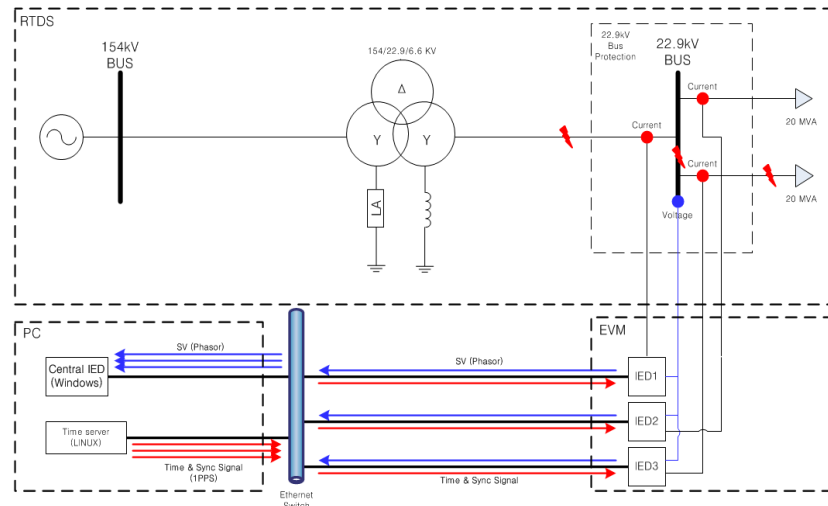 RTDS
154kV
BUS
154/22.9/6.6 KV
Δ
Y
Y
LA
22.9kV
Bus
Protection
22.9kV
BUS
Current
Current
Current
Voltage
20 MVA
20 MVA
PC
EVM
Central IED
(Windows)
SV (Phasor)
SV (Phasor)
Time server
(LINUX)
Time & Sync Signal
(1PPS)
Time & Sync Signal
Ethernet
Switch
IED1
IED2
IED3